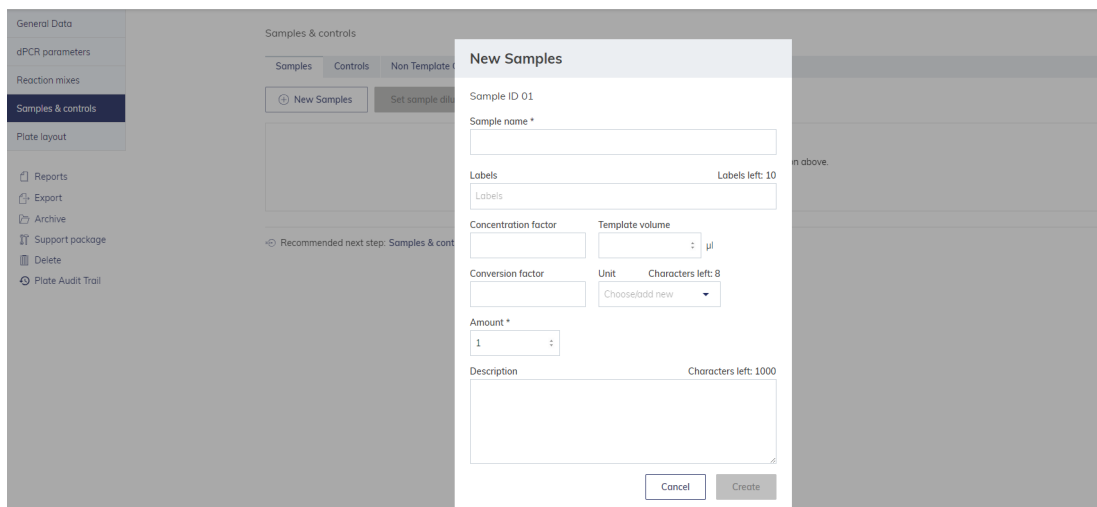 General Data
dPCR parameters
Reaction mixes
Samples & controls
Plate layout
Reports
Export
Archive
Support package
Delete
Plate Audit Trail
Samples & controls
Samples Controls Non Template
New Samples Set sample dilu
Recommended next step: Samples & cont
on above.
New Samples
Sample ID 01
Sample name *
Labels Labels left: 10
Labels
Concentration factor Template volume
µl
Conversion factor Unit Characters left: 8
Choose/add new
Amount *
1
Description Characters left: 1000
Cancel Create